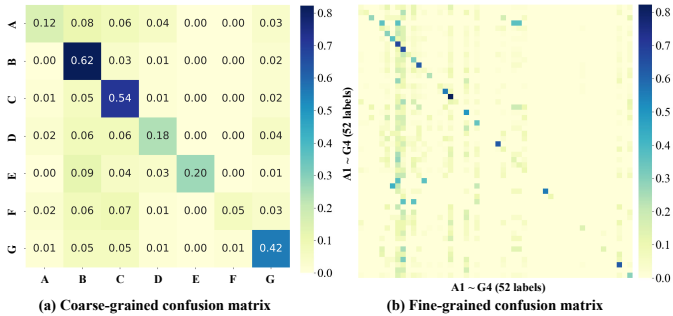 A 0.12 0.08 0.06 0.04 0.00 0.00 0.03
B 0.00 0.62 0.03 0.01 0.00 0.00 0.02
C 0.01 0.05 0.54 0.01 0.00 0.00 0.02
D 0.02 0.06 0.06 0.18 0.00 0.00 0.04
E 0.00 0.09 0.04 0.03 0.20 0.00 0.01
F 0.02 0.06 0.07 0.01 0.00 0.05 0.03
G 0.01 0.05 0.05 0.00 0.00 0.01 0.42
A B C D E F G
0.8
0.7
0.6
0.5
0.4
0.3
0.2
0.1
0.0
(a) Coarse-grained confusion matrix
A1 ~ G4 (52 labels)
A1 ~ G4 (52 labels)
0.8
0.7
0.6
0.5
0.4
0.3
0.2
0.1
0.0
(b) Fine-grained confusion matrix